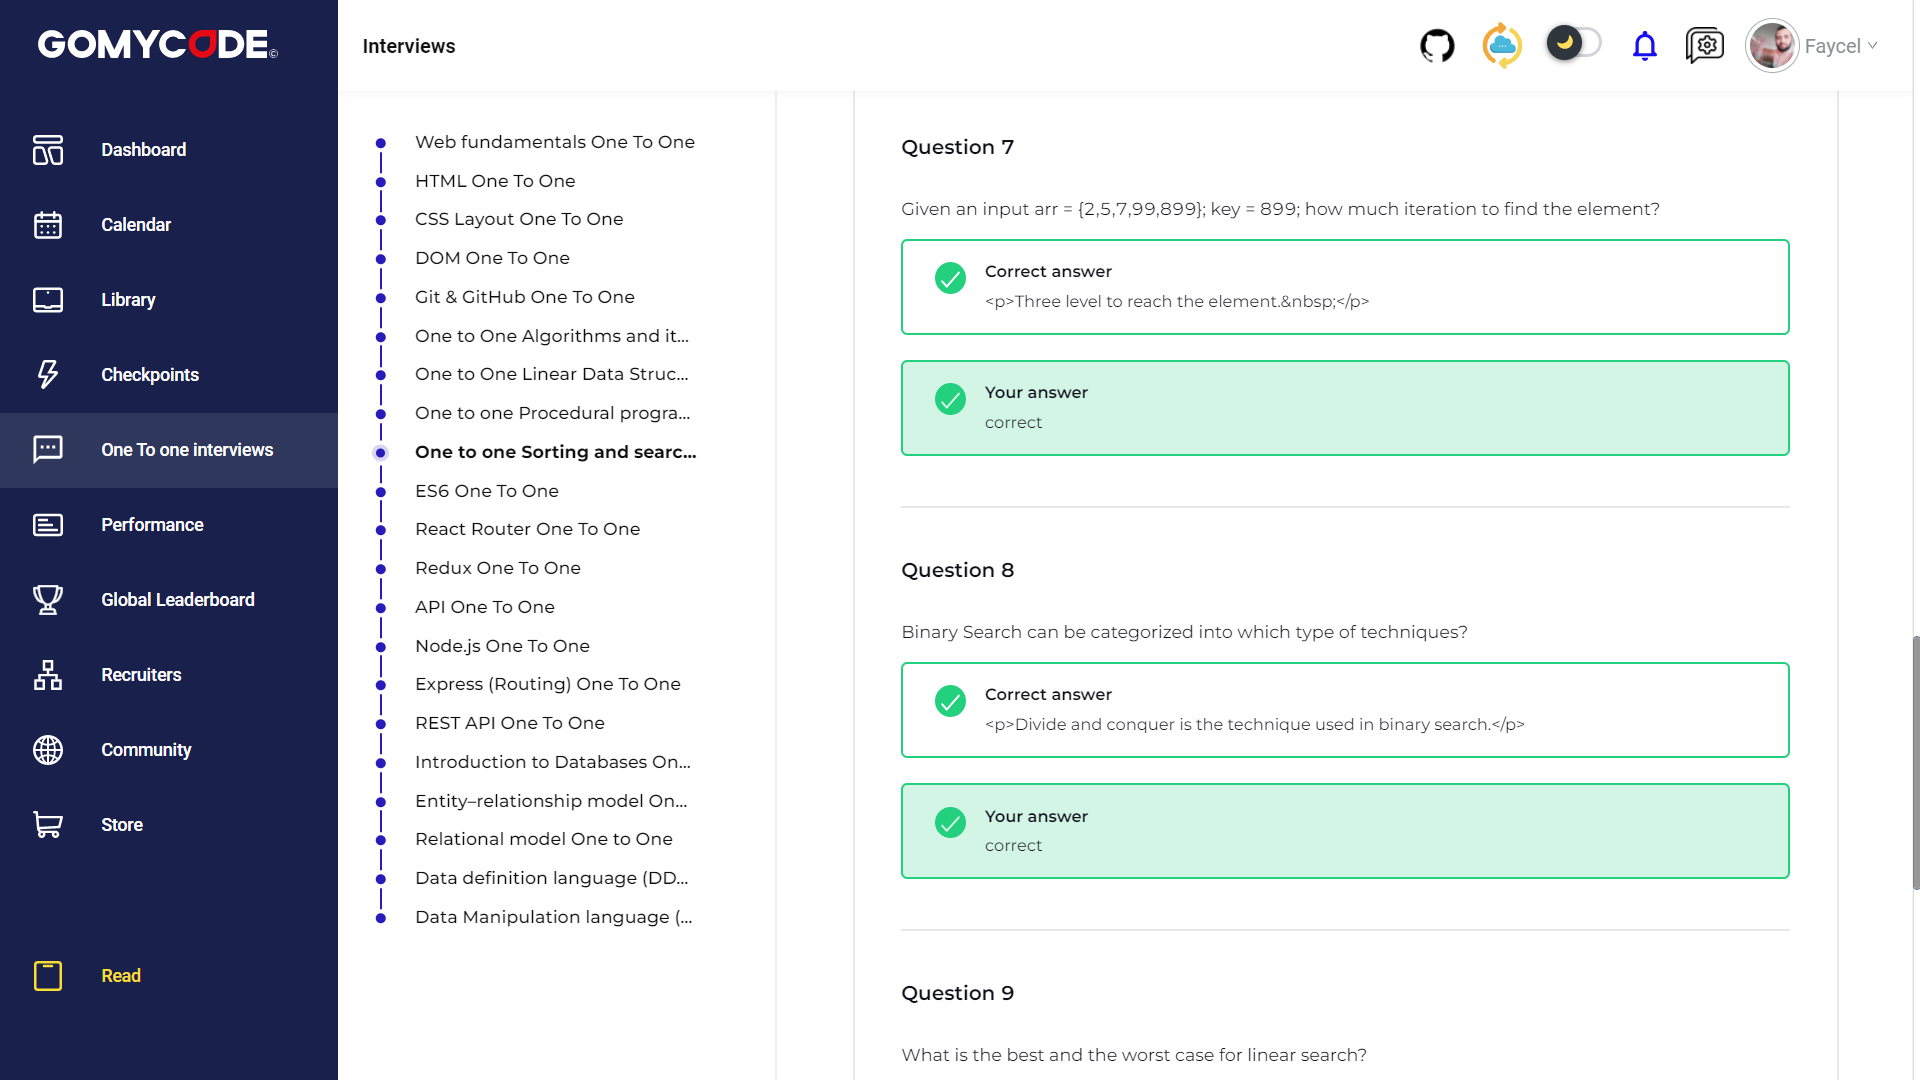 GOMYCODE©
Dashboard
Calendar
Library
Checkpoints
One To one interviews
Performance
Global Leaderboard
Recruiters
Community
Store
Read
Interviews
Faycel
Web fundamentals One To One
HTML One To One
CSS Layout One To One
DOM One To One
Git & GitHub One To One
One to One Algorithms and it...
One to One Linear Data Struc...
One to one Procedural progra...
One to one Sorting and searc...
ES6 One To One
React Router One To One
Redux One To One
API One To One
Node.js One To One
Express (Routing) One To One
REST API One To One
Introduction to Databases On...
Entity–relationship model On...
Relational model One to One
Data definition language (DD...
Data Manipulation language (...
Question 7
Given an input arr = {2,5,7,99,899}; key = 899; how much iteration to find the element?
Correct answer
<p>Three level to reach the element.&nbsp;</p>
Your answer
correct
Question 8
Binary Search can be categorized into which type of techniques?
Correct answer
<p>Divide and conquer is the technique used in binary search.</p>
Your answer
correct
Question 9
What is the best and the worst case for linear search?